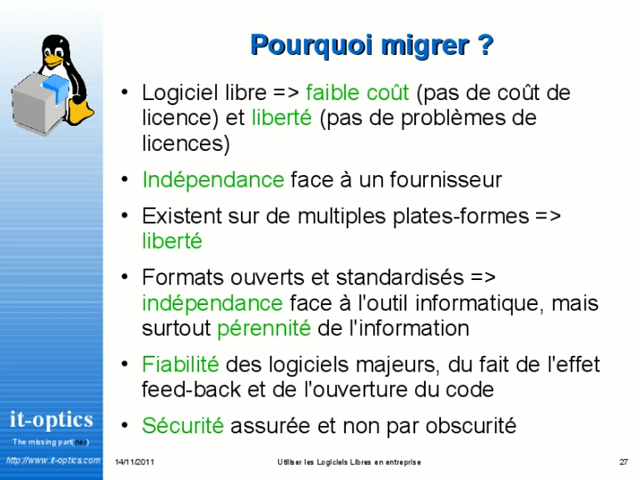 Pourquoi migrer ?
• Logiciel libre => faible coût (pas de coût de
licence) et liberté (pas de problèmes de
licences)
• Indépendance face à un fournisseur
• Existent sur de multiples plates-formes =>
liberté
• Formats ouverts et standardisés =>
indépendance face à l'outil informatique, mais
surtout pérennité de l'information
• Fiabilité des logiciels majeurs, du fait de l'effet
feed-back et de l'ouverture du code
• Sécurité assurée et non par obscurité
it-optics
The missing part(ner)
http://www.it-optics.com
14/11/2011
Utiliser les Logiciels Libres en entreprise
27